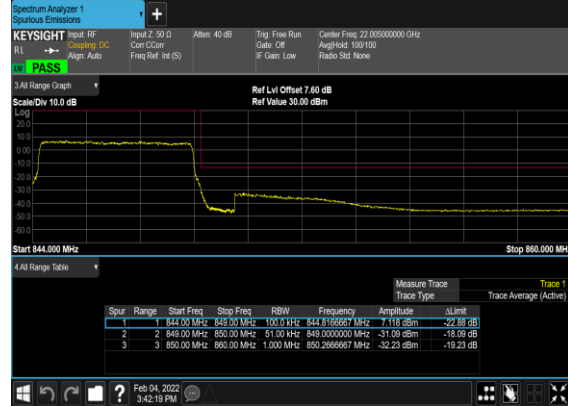 Spectrum Analyzer 1
Spurious Emissions
KEYSIGHT Input: RF Input Z: 50 Ω Atten: 40 dB Trig: Free Run Center Freq: 22.005000000 GHz
RL Coupling: DC Corr CCorr Gate: Off Avg|Hold: 100/100
Align: Auto Freq Ref: Int (S) IF Gain: Low Radio Std: None
PASS
3 All Range Graph
Ref Lvl Offset 7.60 dB
Scale/Div 10.0 dB Ref Value 30.00 dBm
Log
20.0
10.0
0.00
-10.0
-20.0
-30.0
-40.0
-50.0
-60.0
Start 844.000 MHz Stop 860.000 MH
4 All Range Table
Measure Trace Trace 1
Trace Type Trace Average (Active)
Spur Range Start Freq Stop Freq RBW Frequency Amplitude ΔLimit
1 1 844.00 MHz 849.00 MHz 100.0 kHz 844.8166667 MHz 7.118 dBm -22.88 dB
2 2 849.00 MHz 850.00 MHz 51.00 kHz 849.0000000 MHz -31.09 dBm -18.09 dB
3 3 850.00 MHz 860.00 MHz 1.000 MHz 850.2666667 MHz -32.23 dBm -19.23 dB
Feb 04, 2022
3:42:19 PM